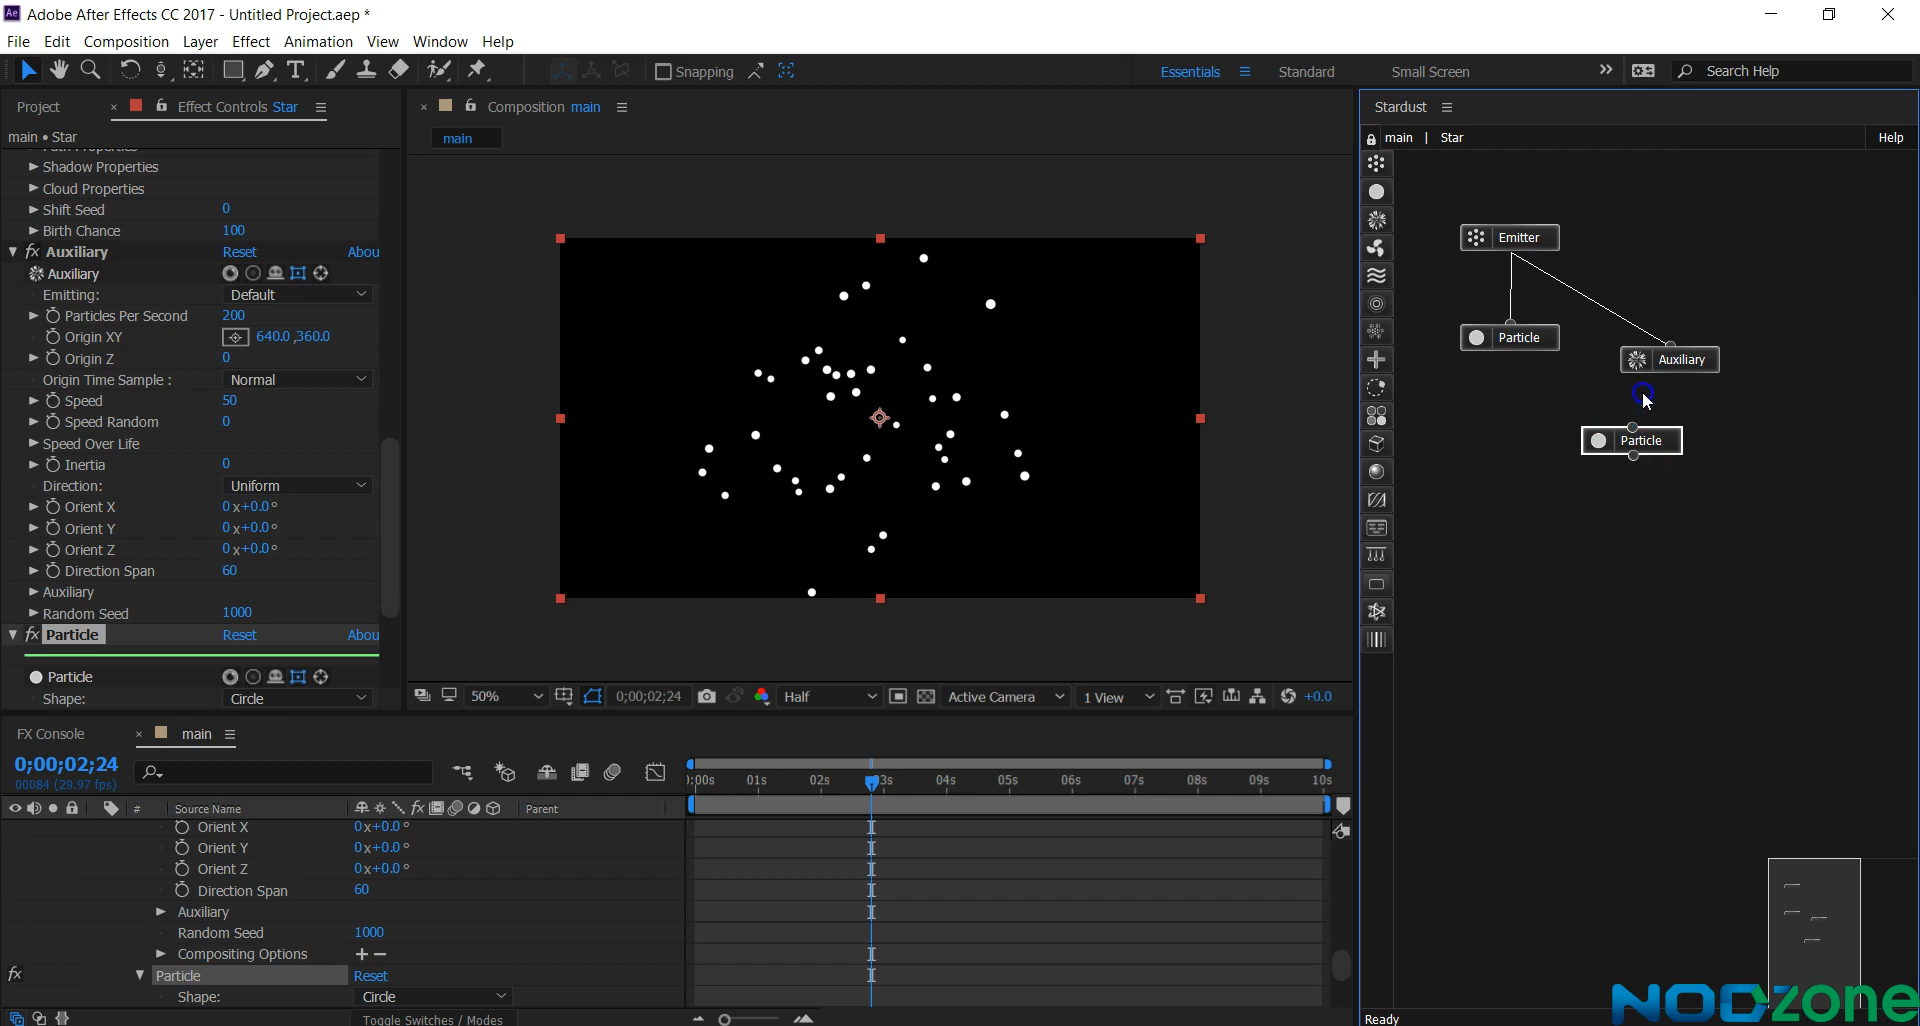 Ae Adobe After Effects CC 2017 - Untitled Project.aep *
File Edit Composition Layer Effect Animation View Window Help
Snapping Essentials Standard Small Screen Search Help
Project Effect Controls Star
main • Star
Shadow Properties
Cloud Properties
Shift Seed 0
Birth Chance 100
fx Auxiliary Reset Abou
Auxiliary
Emitting: Default
Particles Per Second 200
Origin XY 640.0 ,360.0
Origin Z 0
Origin Time Sample : Normal
Speed 50
Speed Random 0
Speed Over Life
Inertia 0
Direction: Uniform
Orient X 0 x+0.0 °
Orient Y 0 x+0.0 °
Orient Z 0 x+0.0 °
Direction Span 60
Auxiliary
Random Seed 1000
fx Particle Reset Abou
Particle
Shape: Circle
Composition main
main
50% 0;00;02;24 Half Active Camera 1 View +0.0
Stardust
main | Star Help
Emitter
Particle
Auxiliary
Particle
Ready
FX Console main
0;00;02;24
00084 (29.97 fps)
):00s 01s 02s 03s 04s 05s 06s 07s 08s 09s 10s
# Source Name fx Parent
Orient X 0 x+0.0 °
Orient Y 0 x+0.0 °
Orient Z 0 x+0.0 °
Direction Span 60
Auxiliary
Random Seed 1000
Compositing Options + −
fx Particle Reset
Shape: Circle
Toggle Switches / Modes
NODzone